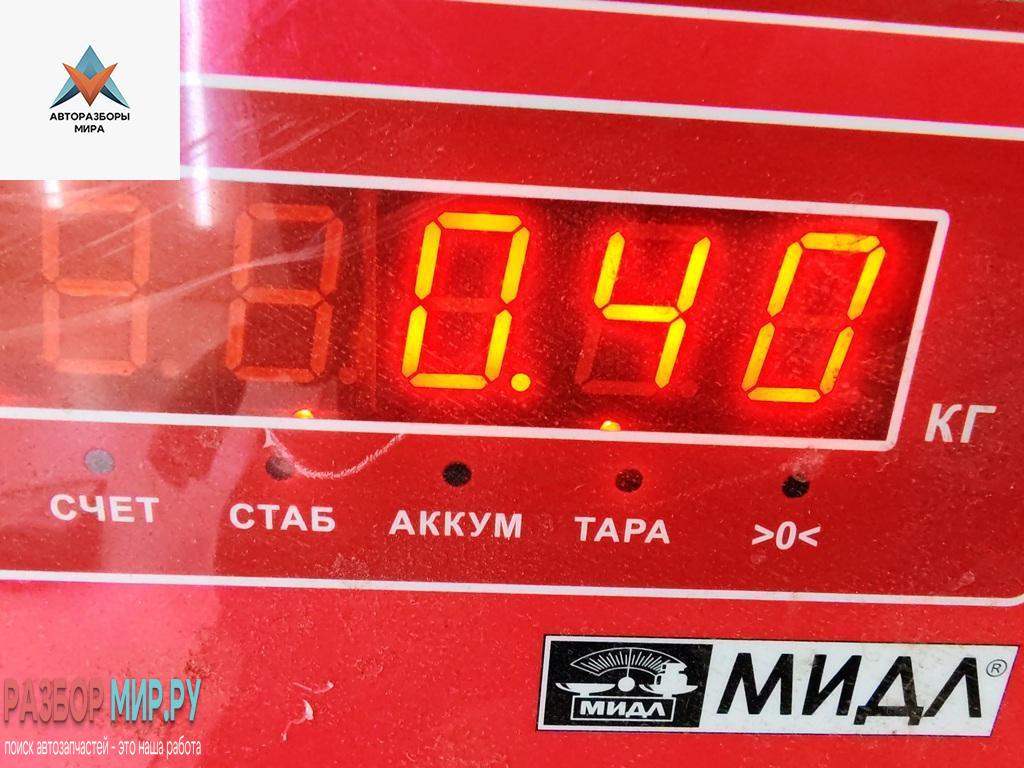 АВТОРАЗБОРЫ
МИРА
0.40
КГ
СЧЕТ СТАБ АККУМ ТАРА >0<
МИДЛ МИДЛ®
РАЗБОР МИР.РУ
поиск автозапчастей - это наша работа